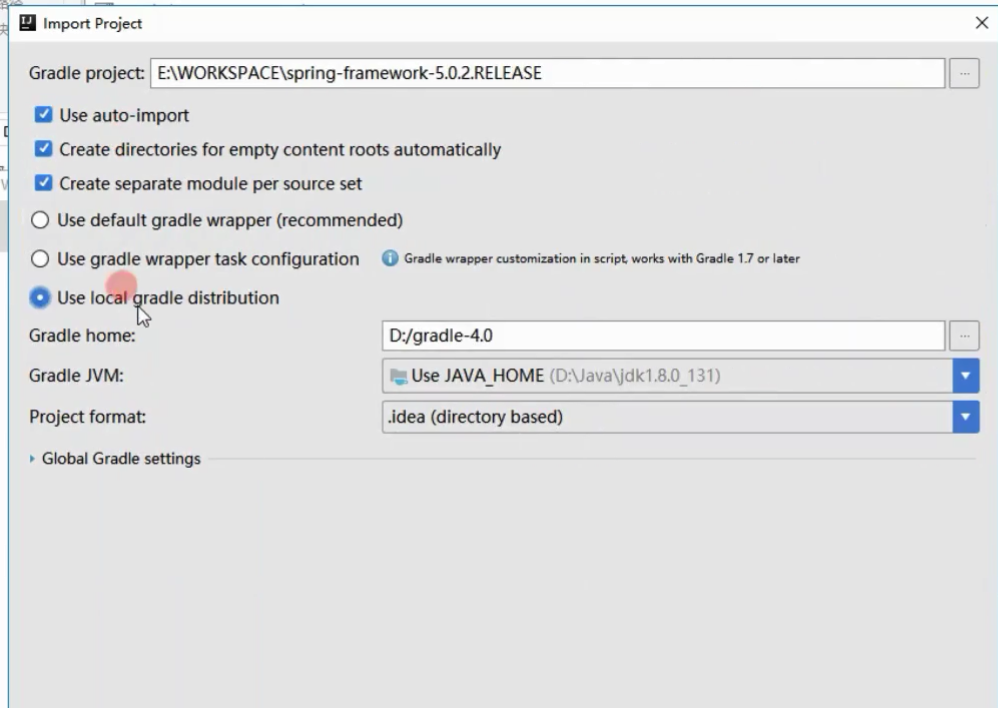 Import Project
Gradle project: E:\WORKSPACE\spring-framework-5.0.2.RELEASE ...
Use auto-import
Create directories for empty content roots automatically
Create separate module per source set
Use default gradle wrapper (recommended)
Use gradle wrapper task configuration Gradle wrapper customization in script, works with Gradle 1.7 or later
Use local gradle distribution
Gradle home: D:/gradle-4.0 ...
Gradle JVM: Use JAVA_HOME (D:\Java\jdk1.8.0_131)
Project format: .idea (directory based)
Global Gradle settings